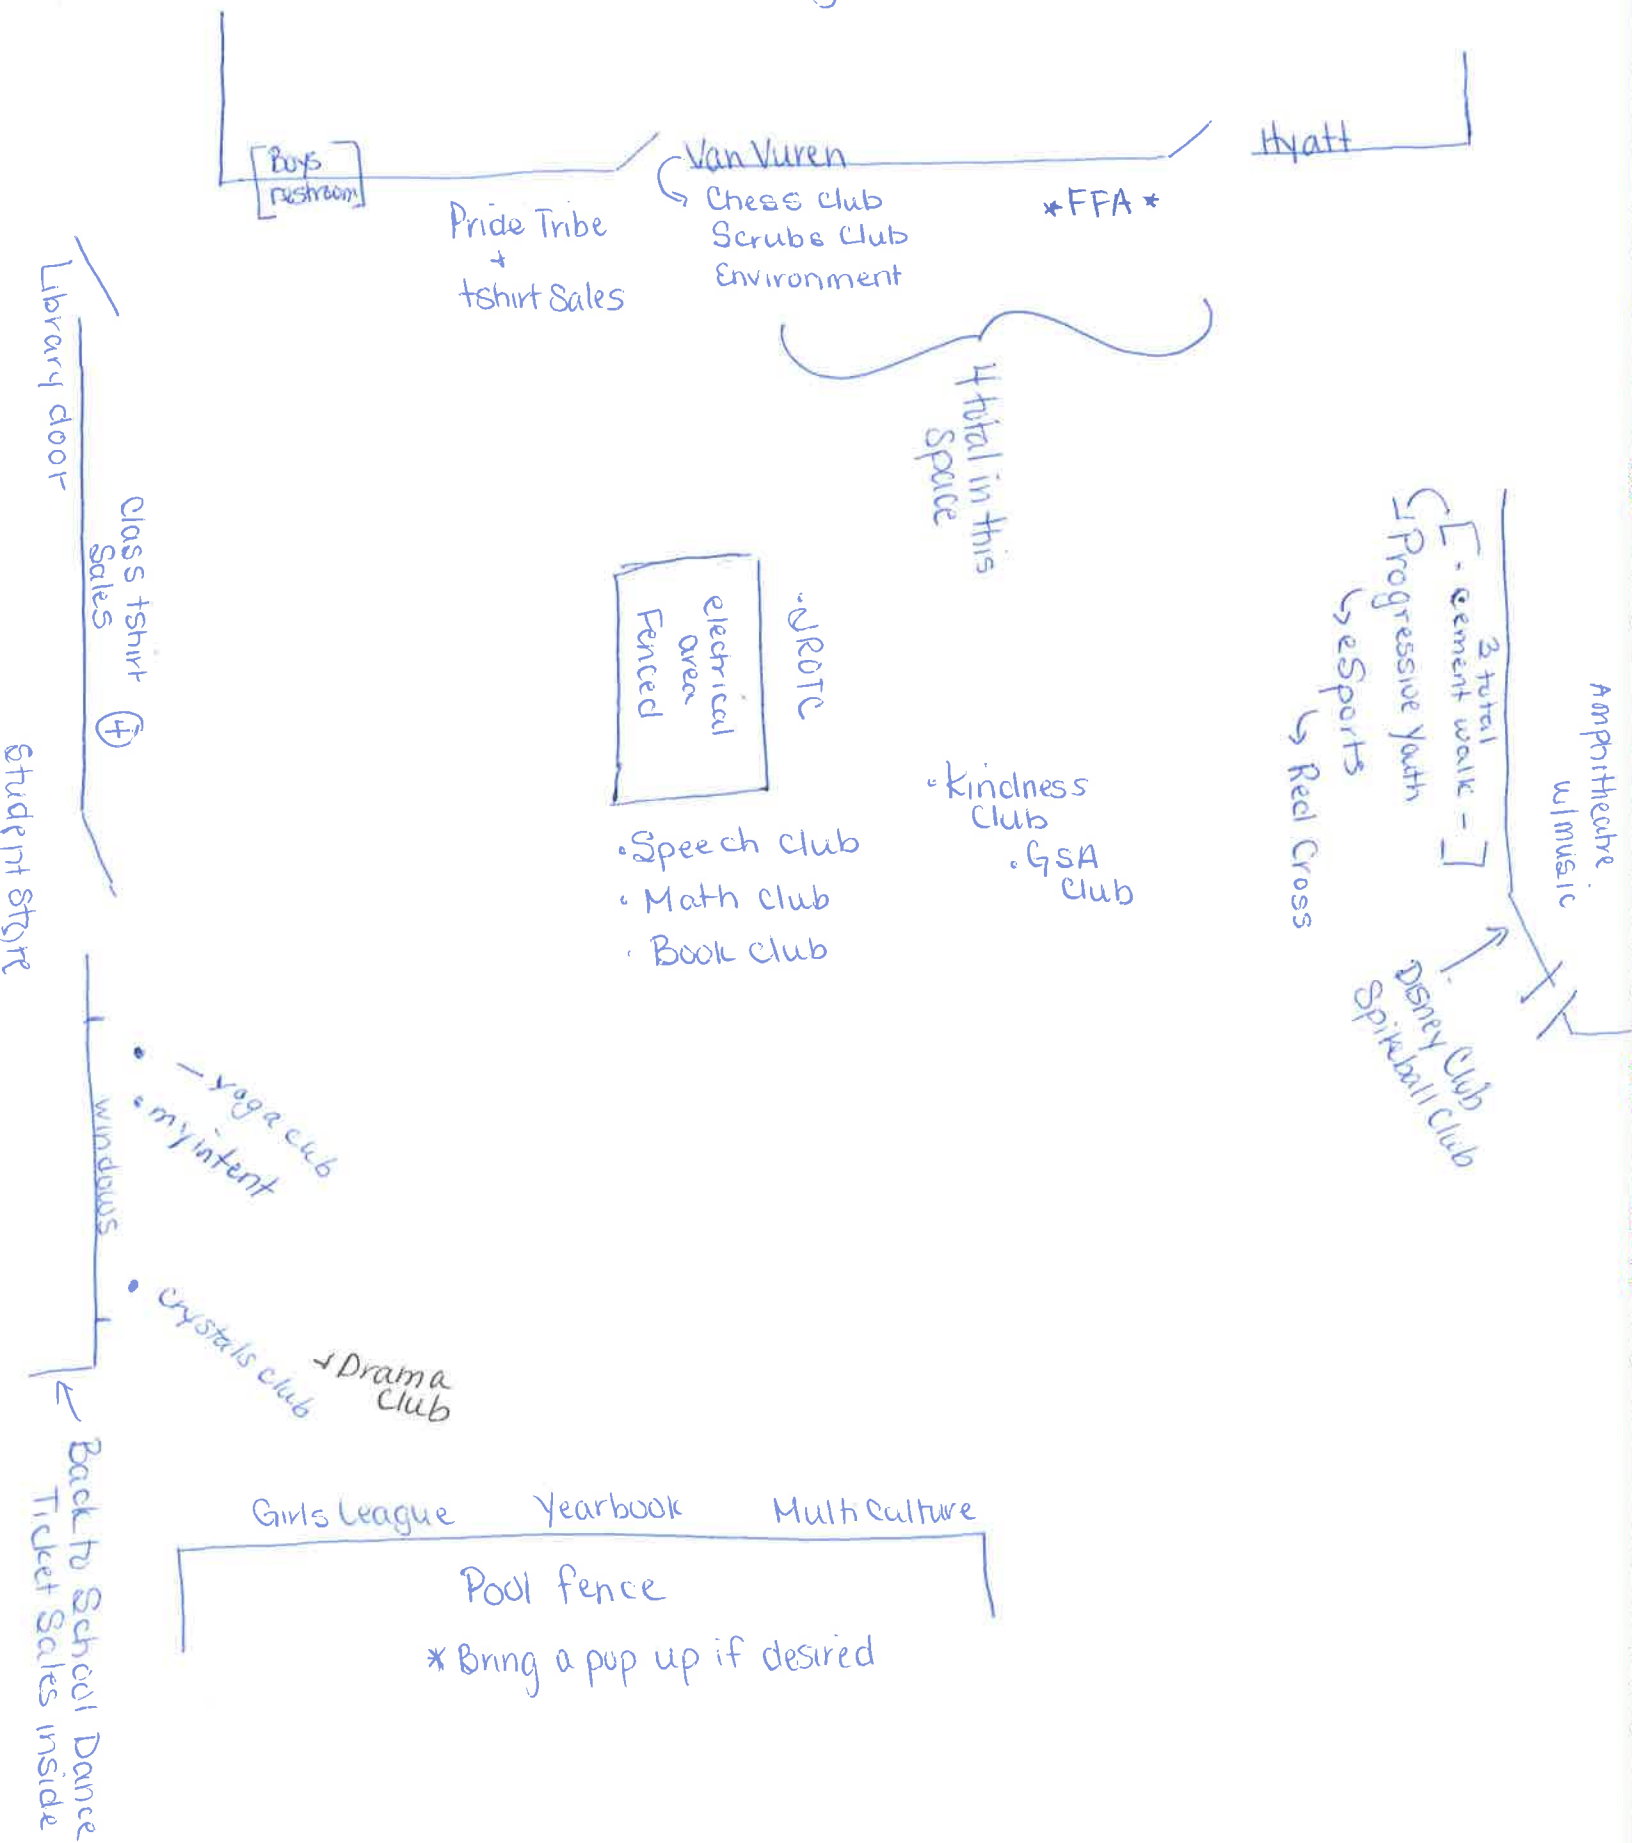 Boys
restroom
Van Vuren
Hyatt
Pride Tribe
+
tshirt Sales
Chess club
Scrubs Club
Environment
*FFA*
4 total in this
Space
Library door
Class tshirt
Sales
4
Student Store
electrical
area
Fenced
• NJROTC
• Speech club
• Math club
• Book club
• Kindness
Club
• GSA
Club
3 total
- cement walk -
Progressive Youth
eSports
Red Cross
Amphitheatre
w/music
Disney Club
Spikeball Club
windows
• - yoga club
• myintent
• crystals club
+ Drama
Club
Back to School Dance
Ticket Sales inside
Girls League
Yearbook
Multi Culture
Pool fence
* Bring a pop up if desired